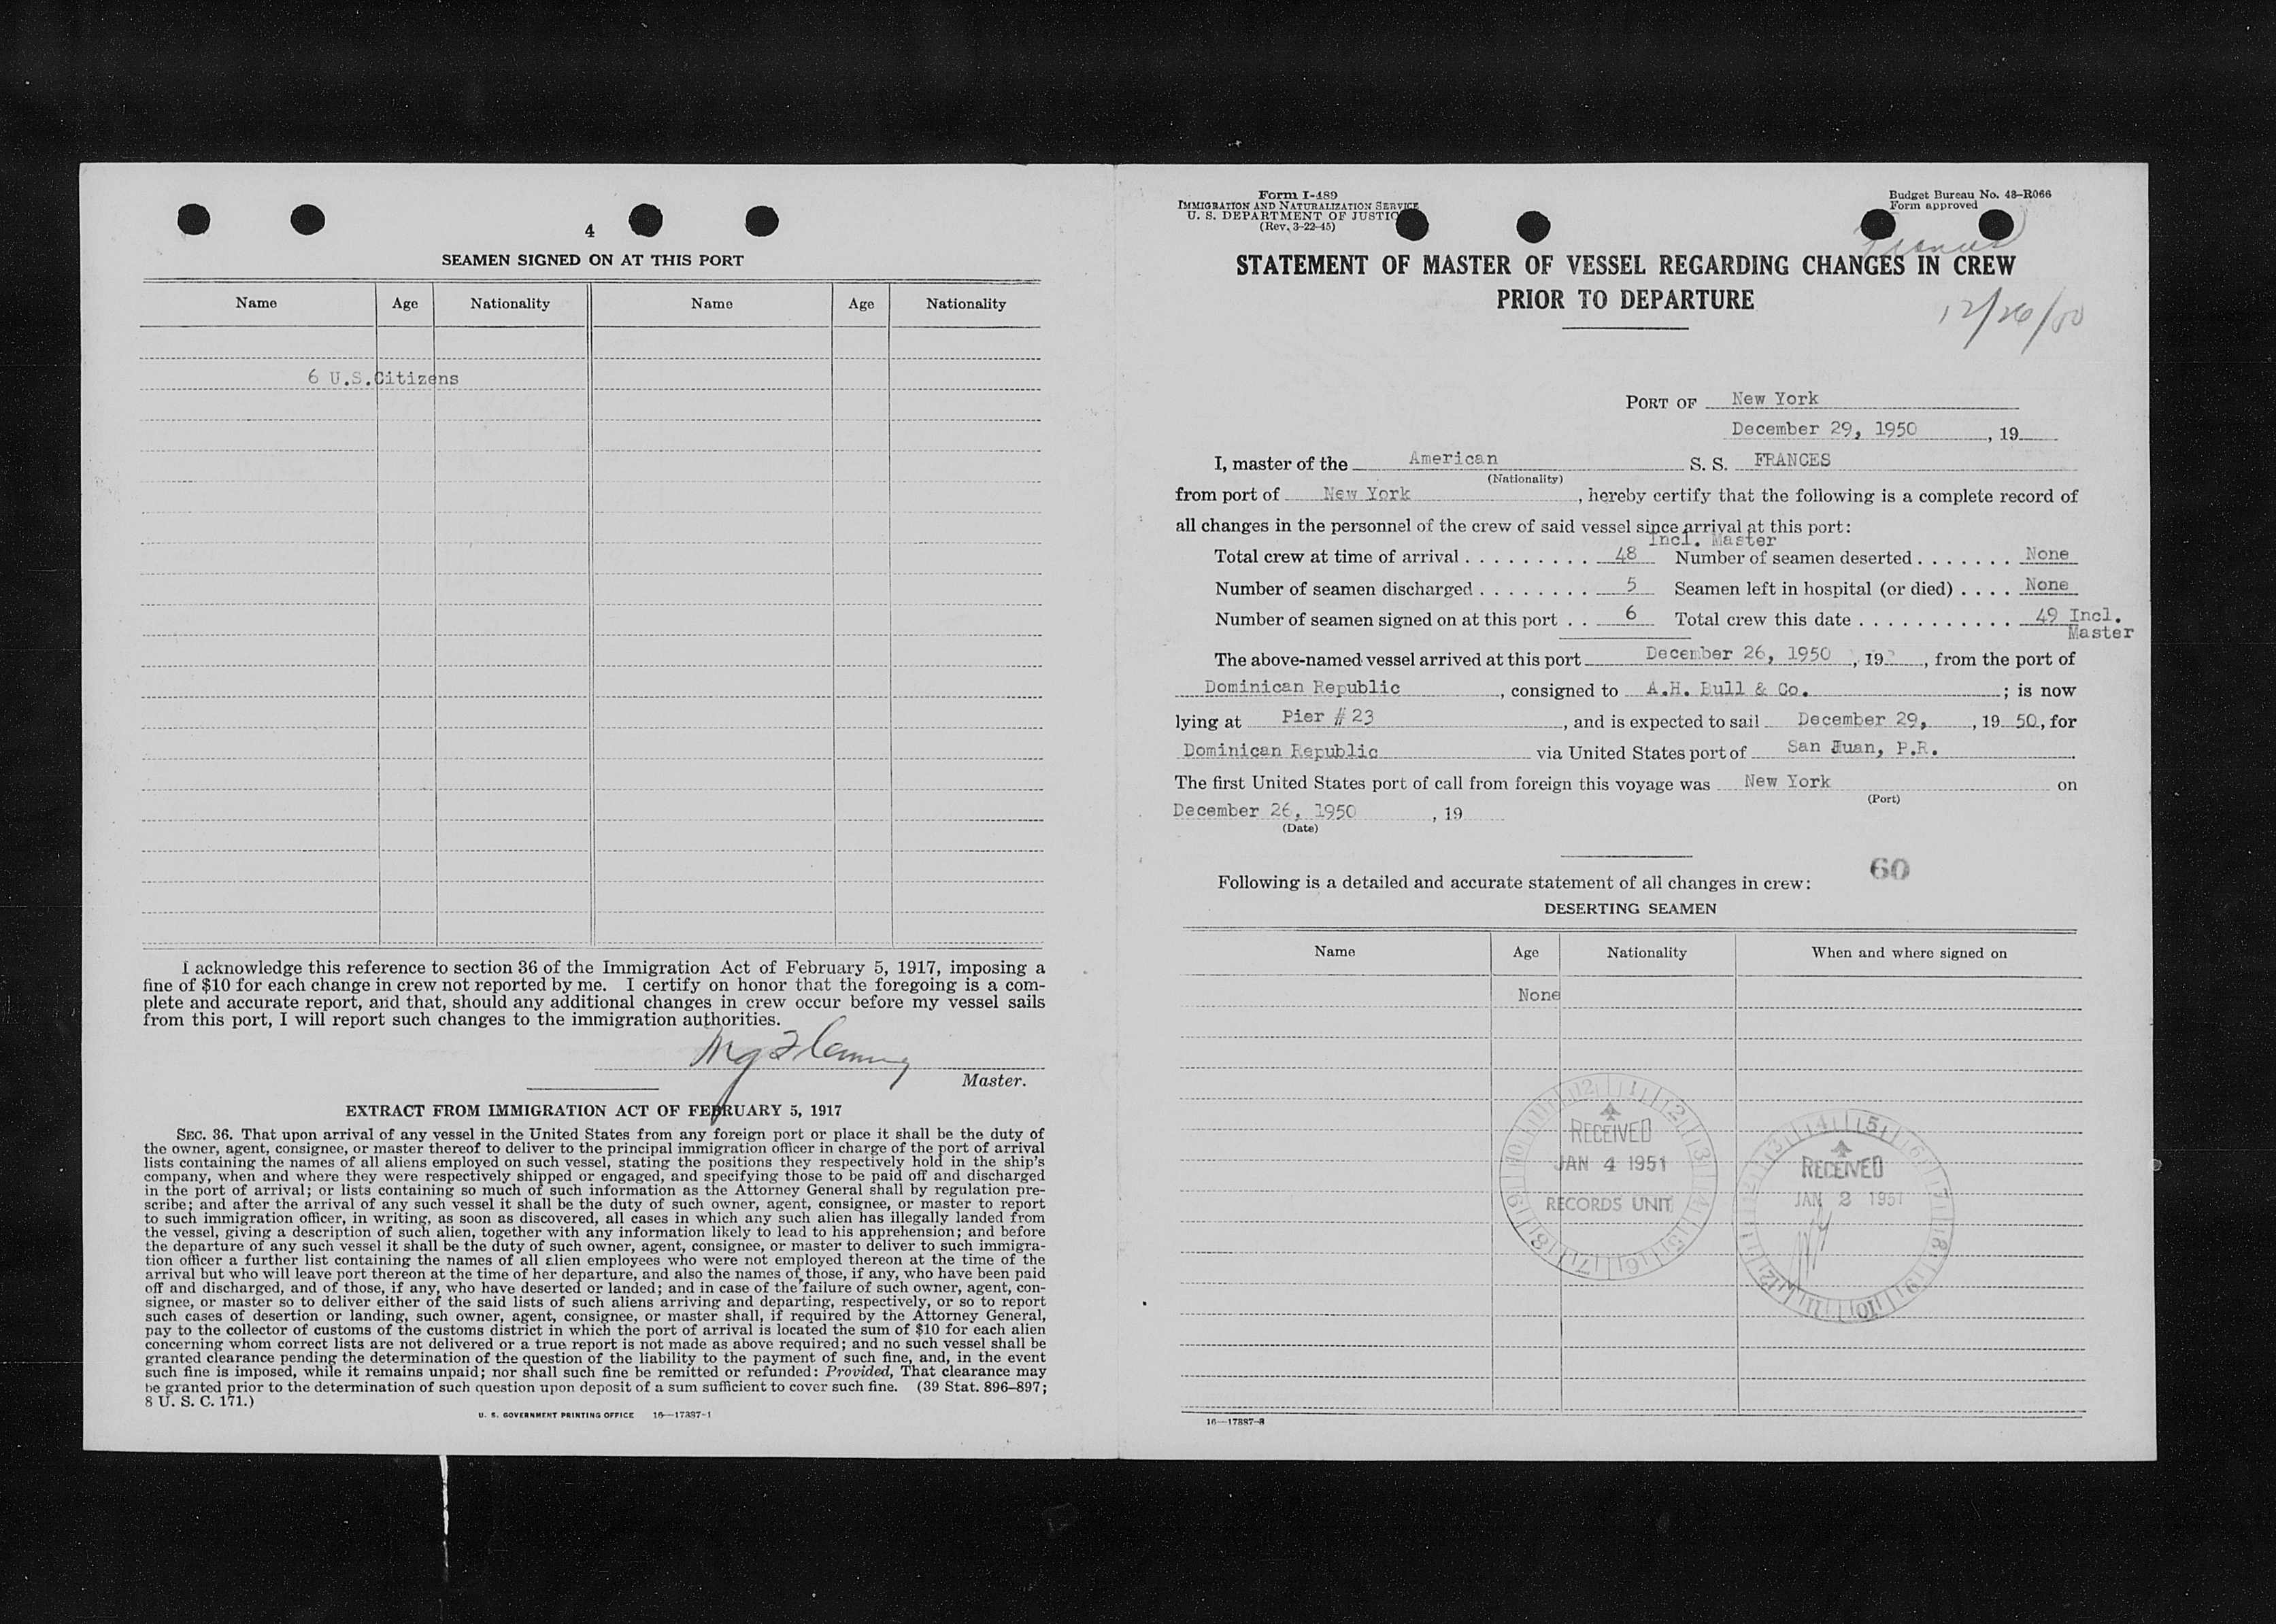 4
SEAMEN SIGNED ON AT THIS PORT
Name Age Nationality Name Age Nationality
6 U.S.Citizens
I acknowledge this reference to section 36 of the Immigration Act of February 5, 1917, imposing a
fine of $10 for each change in crew not reported by me. I certify on honor that the foregoing is a com-
plete and accurate report, and that, should any additional changes in crew occur before my vessel sails
from this port, I will report such changes to the immigration authorities.
Master.
EXTRACT FROM IMMIGRATION ACT OF FEBRUARY 5, 1917
SEC. 36. That upon arrival of any vessel in the United States from any foreign port or place it shall be the duty of
the owner, agent, consignee, or master thereof to deliver to the principal immigration officer in charge of the port of arrival
lists containing the names of all aliens employed on such vessel, stating the positions they respectively hold in the ship's
company, when and where they were respectively shipped or engaged, and specifying those to be paid off and discharged
in the port of arrival; or lists containing so much of such information as the Attorney General shall by regulation pre-
scribe; and after the arrival of any such vessel it shall be the duty of such owner, agent, consignee, or master to report
to such immigration officer, in writing, as soon as discovered, all cases in which any such alien has illegally landed from
the vessel, giving a description of such alien, together with any information likely to lead to his apprehension; and before
the departure of any such vessel it shall be the duty of such owner, agent, consignee, or master to deliver to such immigra-
tion officer a further list containing the names of all alien employees who were not employed thereon at the time of the
arrival but who will leave port thereon at the time of her departure, and also the names of those, if any, who have been paid
off and discharged, and of those, if any, who have deserted or landed; and in case of the failure of such owner, agent, con-
signee, or master so to deliver either of the said lists of such aliens arriving and departing, respectively, or so to report
such cases of desertion or landing, such owner, agent, consignee, or master shall, if required by the Attorney General,
pay to the collector of customs of the customs district in which the port of arrival is located the sum of $10 for each alien
concerning whom correct lists are not delivered or a true report is not made as above required; and no such vessel shall be
granted clearance pending the determination of the question of the liability to the payment of such fine, and, in the event
such fine is imposed, while it remains unpaid; nor shall such fine be remitted or refunded: Provided, That clearance may
be granted prior to the determination of such question upon deposit of a sum sufficient to cover such fine. (39 Stat. 896–897;
8 U. S. C. 171.)
U. S. GOVERNMENT PRINTING OFFICE 16—17387-1
Form I-489
IMMIGRATION AND NATURALIZATION SERVICE
U. S. DEPARTMENT OF JUSTIC
(Rev. 3-22-45)
Budget Bureau No. 43–R066
Form approved
Frances
STATEMENT OF MASTER OF VESSEL REGARDING CHANGES IN CREW
PRIOR TO DEPARTURE
12/26/50
PORT OF New York
December 29, 1950, 19
I, master of the American S. S. FRANCES
(Nationality)
from port of New York, hereby certify that the following is a complete record of
all changes in the personnel of the crew of said vessel since arrival at this port:
Incl. Master
Total crew at time of arrival . . . . . . . . . . 48 Number of seamen deserted . . . . . . . None
Number of seamen discharged . . . . . . . . 5 Seamen left in hospital (or died) . . . . None
Number of seamen signed on at this port . . 6 Total crew this date . . . . . . . . . . . 49 Incl.
Master
The above-named vessel arrived at this port December 26, 1950, 19, from the port of
Dominican Republic, consigned to A.H. Bull & Co.; is now
lying at Pier # 23, and is expected to sail December 29,, 19 50, for
Dominican Republic via United States port of San Juan, P.R.
The first United States port of call from foreign this voyage was New York on
(Port)
December 26, 1950, 19
(Date)
60
Following is a detailed and accurate statement of all changes in crew:
DESERTING SEAMEN
Name Age Nationality When and where signed on
None
RECEIVED
JAN 4 1951
RECORDS UNIT
RECEIVED
JAN 2 1951
16—17387-3